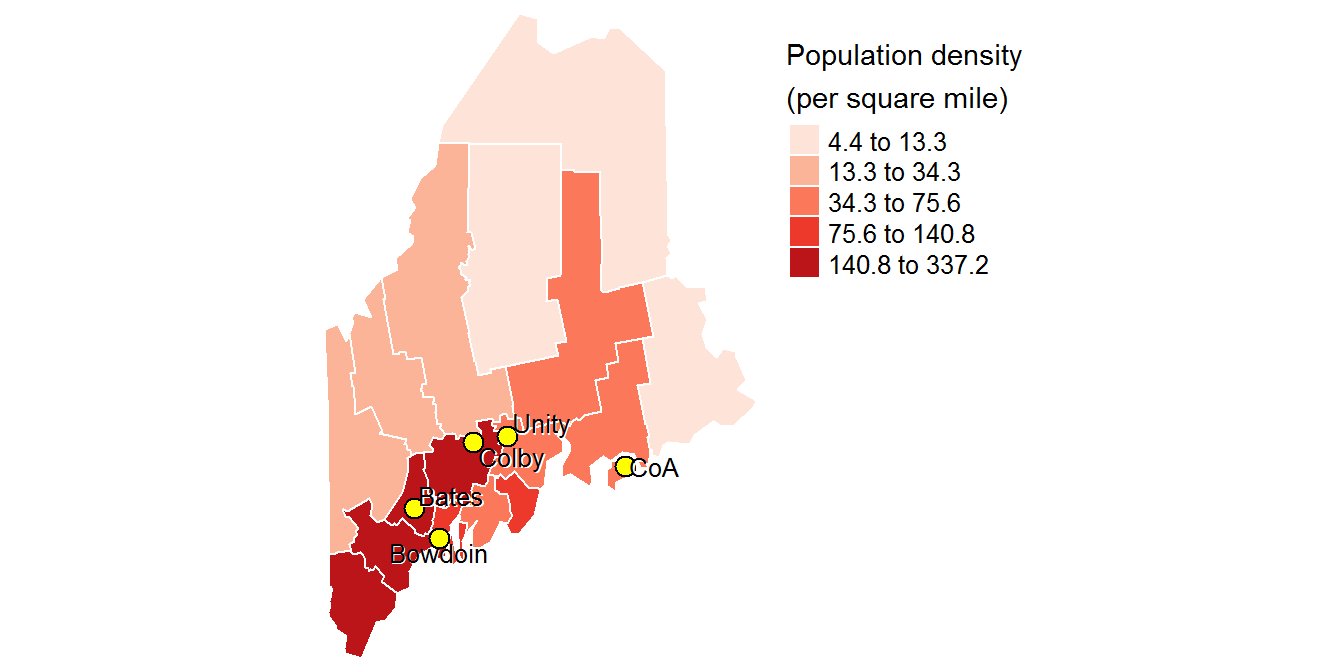 Population density
(per square mile)
4.4 to 13.3
13.3 to 34.3
34.3 to 75.6
75.6 to 140.8
140.8 to 337.2
Unity
Colby
CoA
Bates
Bowdoin